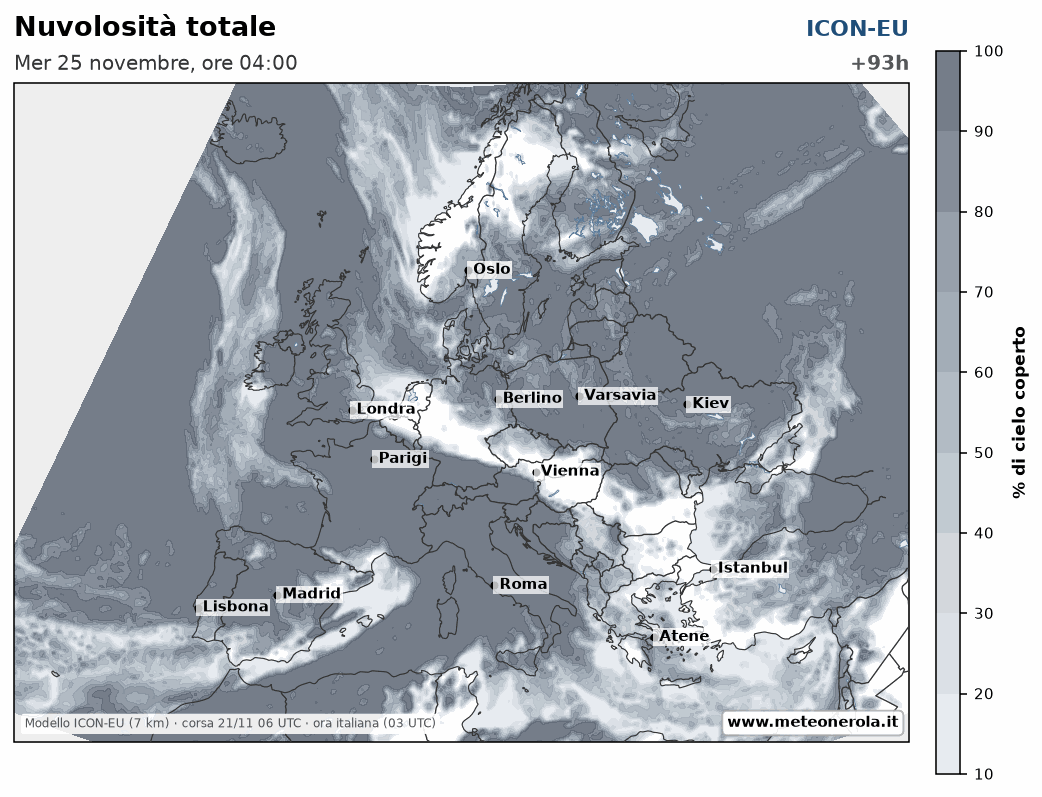 Nuvolosità totale
ICON-EU
Mer 25 novembre, ore 04:00
+93h
100
90
80
70
60
50
40
30
20
10
% di cielo coperto
Oslo
Londra
Berlino
Varsavia
Kiev
Parigi
Vienna
Istanbul
Roma
Madrid
Lisbona
Atene
Modello ICON-EU (7 km) · corsa 21/11 06 UTC · ora italiana (03 UTC)
www.meteonerola.it